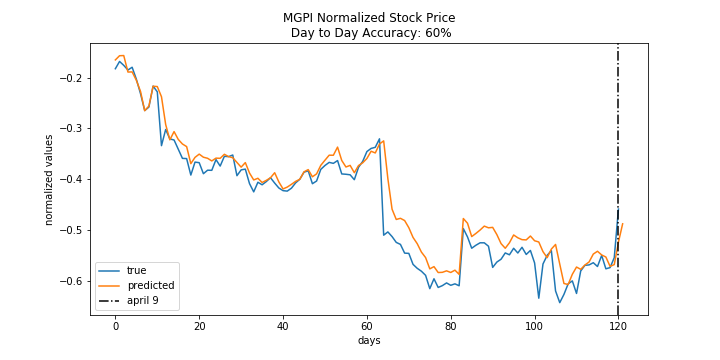 MGPI Normalized Stock Price
Day to Day Accuracy: 60%
normalized values
−0.2
−0.3
−0.4
−0.5
−0.6
true
predicted
april 9
0
20
40
60
80
100
120
days